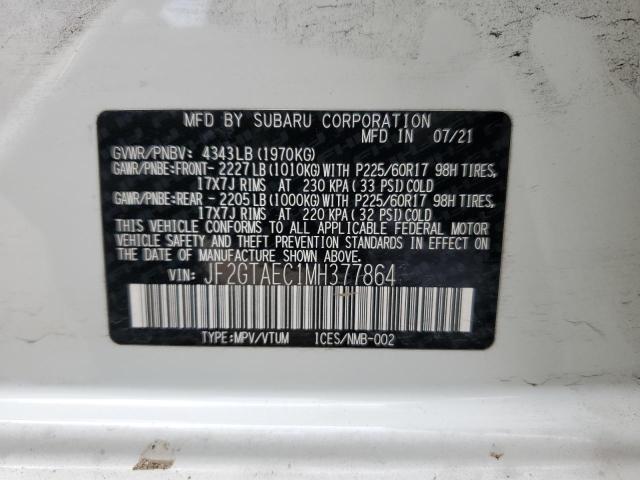 MFD BY SUBARU CORPORATION
MFD IN 07/21
GVWR/PNBV: 4343LB (1970KG)
GAWR/PNBE:FRONT- 2227LB (1010KG) WITH P225/60R17 98H TIRES,
17X7J RIMS AT 230 KPA (33 PSI) COLD
GAWR/PNBE:REAR - 2205LB (1000KG) WITH P225/60R17 98H TIRES,
17X7J RIMS AT 220 KPA (32 PSI) COLD
THIS VEHICLE CONFORMS TO ALL APPLICABLE FEDERAL MOTOR
VEHICLE SAFETY AND THEFT PREVENTION STANDARDS IN EFFECT
ON THE DATE OF MANUFACTURE SHOWN ABOVE.
VIN: JF2GTAEC1MH377864
TYPE:MPV/VTUM ICES/NMB-002